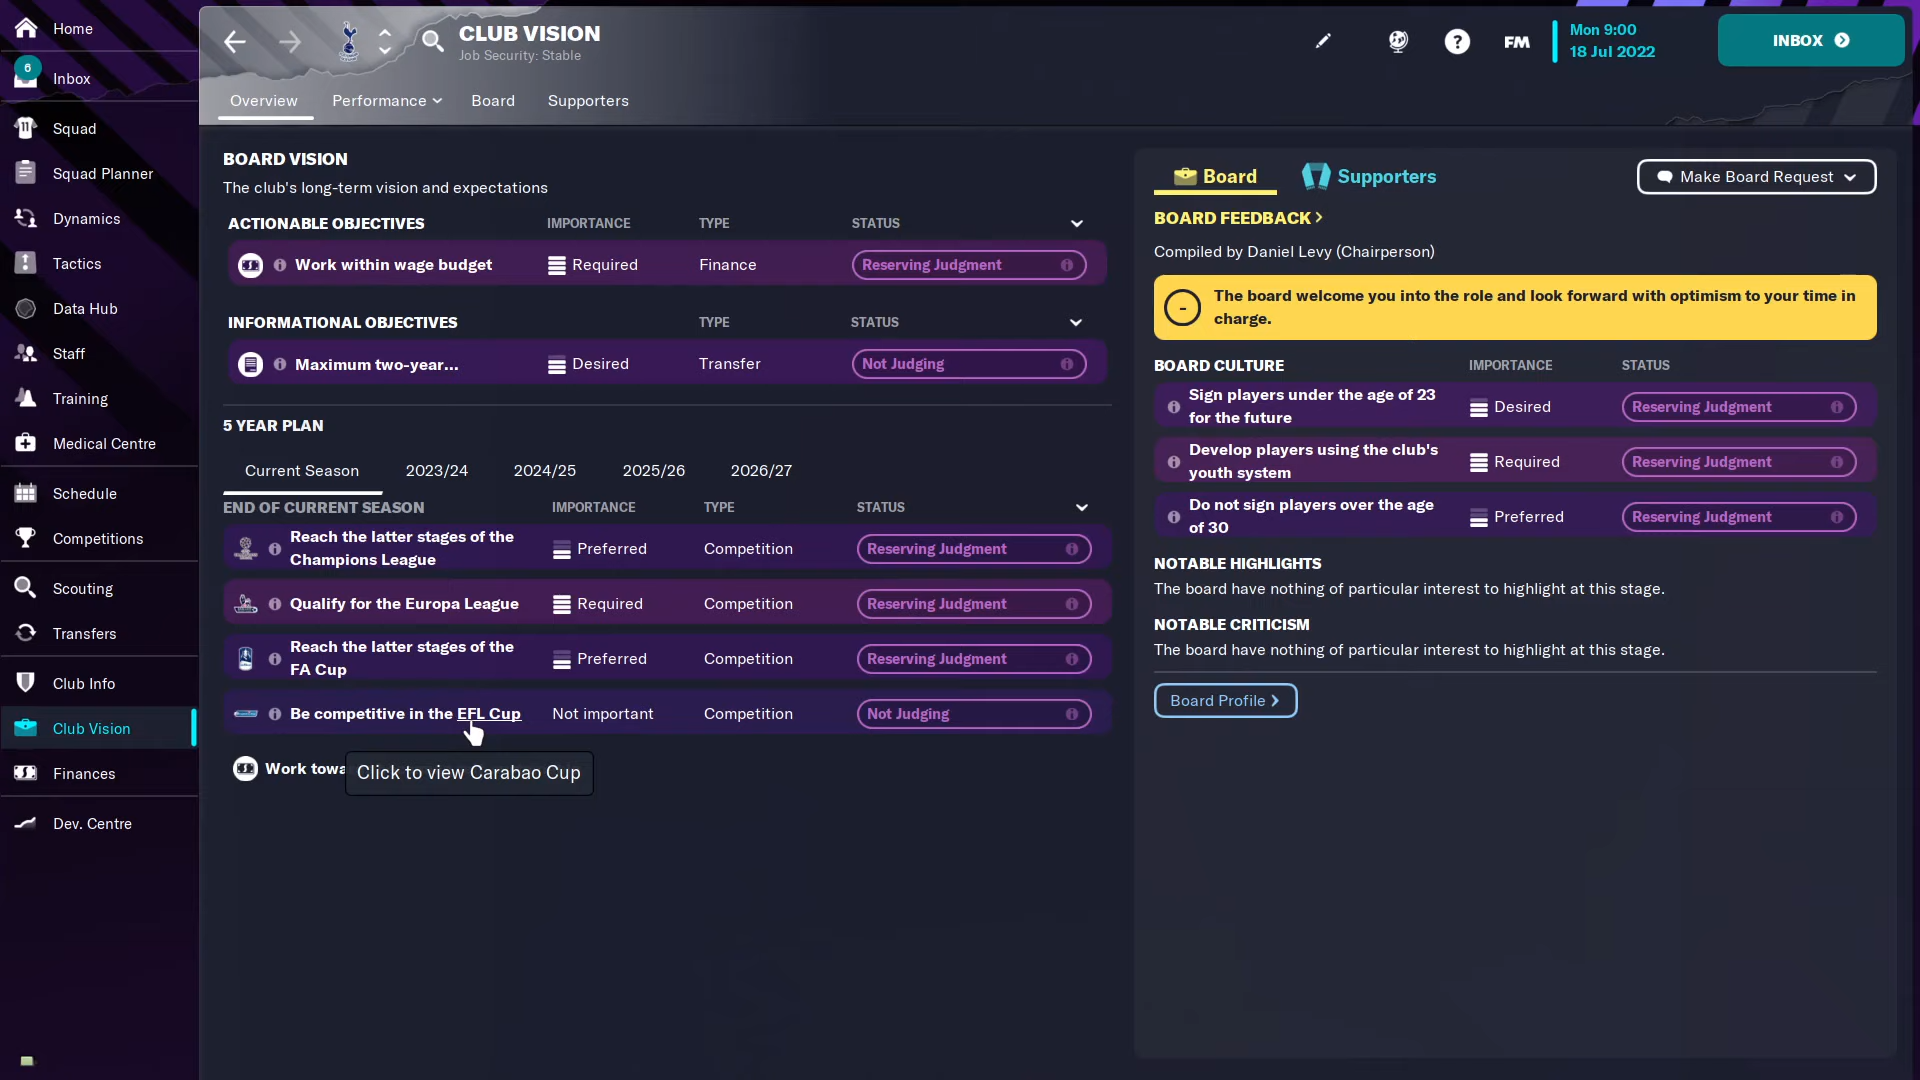 Home
6
Inbox
Squad
Squad Planner
Dynamics
Tactics
Data Hub
Staff
Training
Medical Centre
Schedule
Competitions
Scouting
Transfers
Club Info
Club Vision
Finances
Dev. Centre
CLUB VISION
Job Security: Stable
?
FM
Mon 9:00
18 Jul 2022
INBOX
Overview
Performance
Board
Supporters
BOARD VISION
The club's long-term vision and expectations
ACTIONABLE OBJECTIVES IMPORTANCE TYPE STATUS
Work within wage budget Required Finance Reserving Judgment
INFORMATIONAL OBJECTIVES TYPE STATUS
Maximum two-year... Desired Transfer Not Judging
5 YEAR PLAN
Current Season 2023/24 2024/25 2025/26 2026/27
END OF CURRENT SEASON IMPORTANCE TYPE STATUS
Reach the latter stages of the
Champions League Preferred Competition Reserving Judgment
Qualify for the Europa League Required Competition Reserving Judgment
Reach the latter stages of the
FA Cup Preferred Competition Reserving Judgment
Be competitive in the EFL Cup Not important Competition Not Judging
Work
Click to view Carabao Cup
Board Supporters Make Board Request
BOARD FEEDBACK
Compiled by Daniel Levy (Chairperson)
The board welcome you into the role and look forward with optimism to your time in
charge.
BOARD CULTURE IMPORTANCE STATUS
Sign players under the age of 23
for the future Desired Reserving Judgment
Develop players using the club's
youth system Required Reserving Judgment
Do not sign players over the age
of 30 Preferred Reserving Judgment
NOTABLE HIGHLIGHTS
The board have nothing of particular interest to highlight at this stage.
NOTABLE CRITICISM
The board have nothing of particular interest to highlight at this stage.
Board Profile